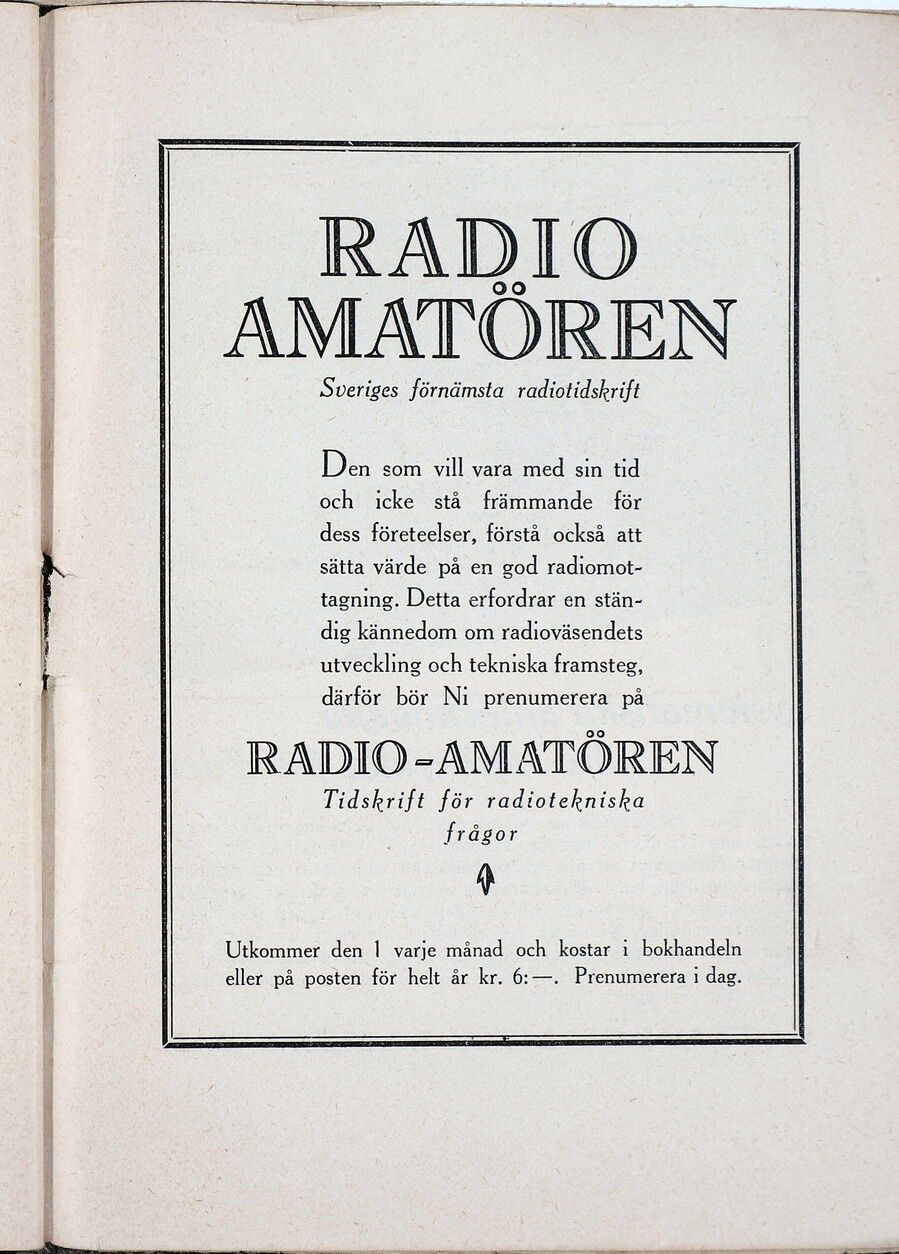 RADIO
AMATÖREN
Sveriges förnämsta radiotidskrift
Den som vill vara med sin tid
och icke stå främmande för
dess företeelser, förstå också att
sätta värde på en god radiomot-
tagning. Detta erfordrar en stän-
dig kännedom om radioväsendets
utveckling och tekniska framsteg,
därför bör Ni prenumerera på
RADIO-AMATÖREN
Tidskrift för radiotekniska
frågor
Utkommer den 1 varje månad och kostar i bokhandeln
eller på posten för helt år kr. 6:—. Prenumerera i dag.